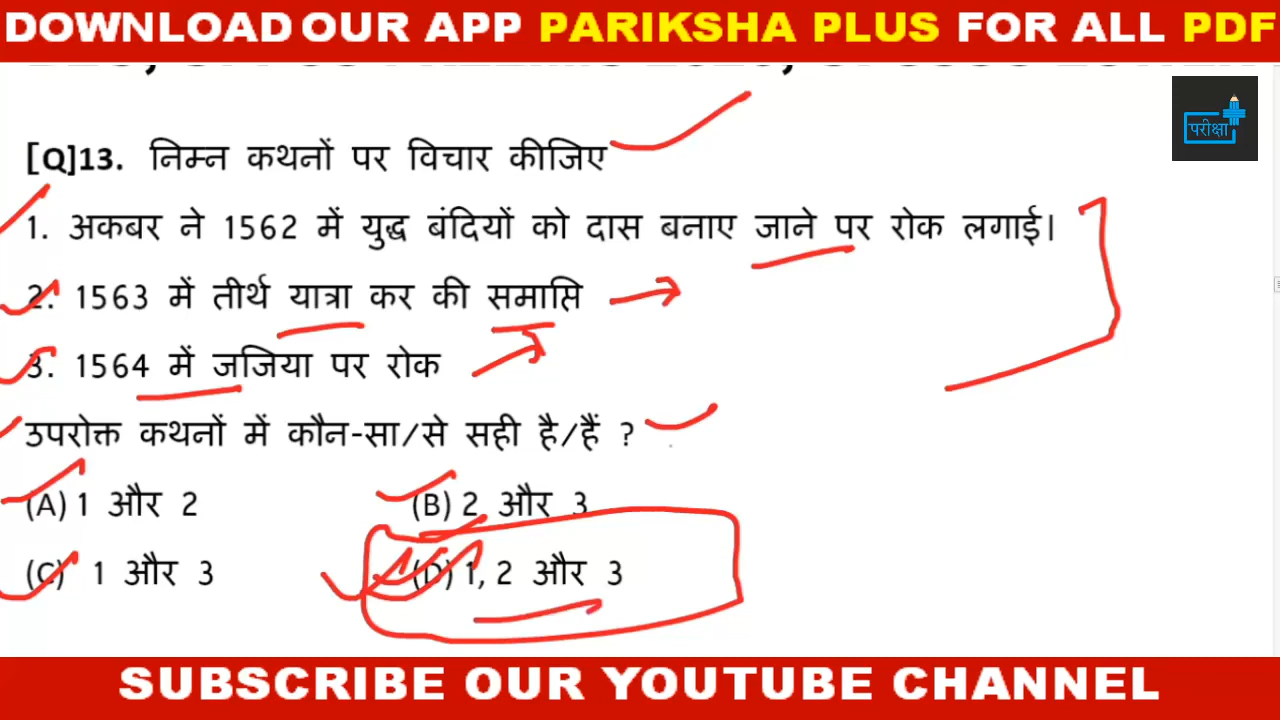 DOWNLOAD OUR APP PARIKSHA PLUS FOR ALL PDF
परीक्षा
[Q]13. निम्न कथनों पर विचार कीजिए
1. अकबर ने 1562 में युद्ध बंदियों को दास बनाए जाने पर रोक लगाई।
2. 1563 में तीर्थ यात्रा कर की समाप्ति
3. 1564 में जजिया पर रोक
उपरोक्त कथनों में कौन-सा/से सही है/हैं ?
(A) 1 और 2 (B) 2 और 3
(C) 1 और 3 (D) 1, 2 और 3
SUBSCRIBE OUR YOUTUBE CHANNEL